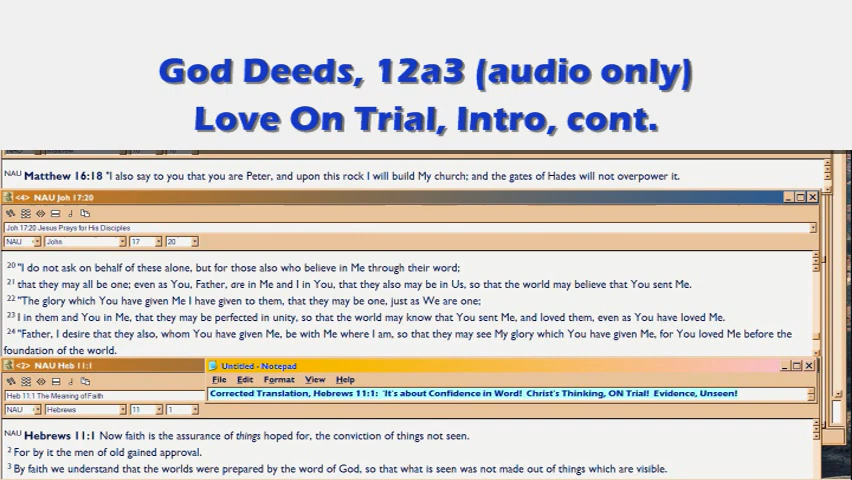 God Deeds, 12a3 (audio only)
Love On Trial, Intro, cont.
NAU Matthew 16:18 "I also say to you that you are Peter, and upon this rock I will build My church; and the gates of Hades will not overpower it.
<4> NAU Joh 17:20
Joh 17:20 Jesus Prays for His Disciples
NAU John 17 20
20 "I do not ask on behalf of these alone, but for those also who believe in Me through their word;
21 that they may all be one; even as You, Father, are in Me and I in You, that they also may be in Us, so that the world may believe that You sent Me.
22 "The glory which You have given Me I have given to them, that they may be one, just as We are one;
23 I in them and You in Me, that they may be perfected in unity, so that the world may know that You sent Me, and loved them, even as You have loved Me.
24 "Father, I desire that they also, whom You have given Me, be with Me where I am, so that they may see My glory which You have given Me, for You loved Me before the
foundation of the world.
<2> NAU Heb 11:1
Untitled - Notepad
File Edit Format View Help
Heb 11:1 The Meaning of Faith
Corrected Translation, Hebrews 11:1: 'It's about Confidence in Word! Christ's Thinking, ON Trial! Evidence, Unseen!
NAU Hebrews 11 1
NAU Hebrews 11:1 Now faith is the assurance of things hoped for, the conviction of things not seen.
2 For by it the men of old gained approval.
3 By faith we understand that the worlds were prepared by the word of God, so that what is seen was not made out of things which are visible.